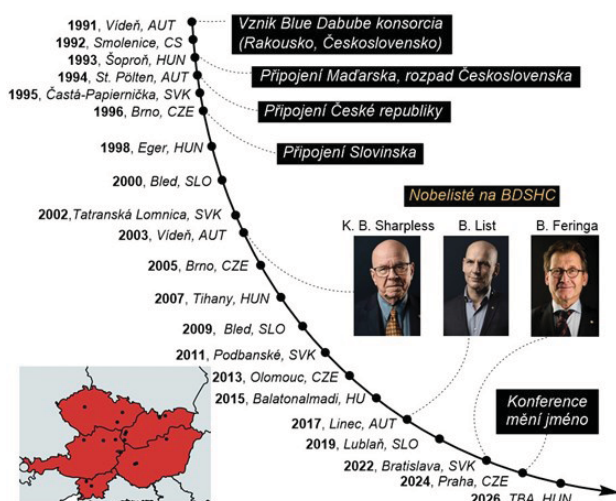 1991, Vídeň, AUT
Vznik Blue Dabube konsorcia
(Rakousko, Československo)
1992, Smolenice, CS
1993, Šoproň, HUN
Připojení Maďarska, rozpad Československa
1994, St. Pölten, AUT
1995, Častá-Papiernička, SVK
Připojení České republiky
1996, Brno, CZE
1998, Eger, HUN
Připojení Slovinska
2000, Bled, SLO
Nobelisté na BDSHC
2002,Tatranská Lomnica, SVK
K. B. Sharpless
B. List
B. Feringa
2003, Vídeň, AUT
2005, Brno, CZE
2007, Tihany, HUN
2009, Bled, SLO
2011, Podbanské, SVK
2013, Olomouc, CZE
2015, Balatonalmadi, HU
Konference
mění jméno
2017, Linec, AUT
2019, Lublaň, SLO
2022, Bratislava, SVK
2024, Praha, CZE
2026, TBA, HUN